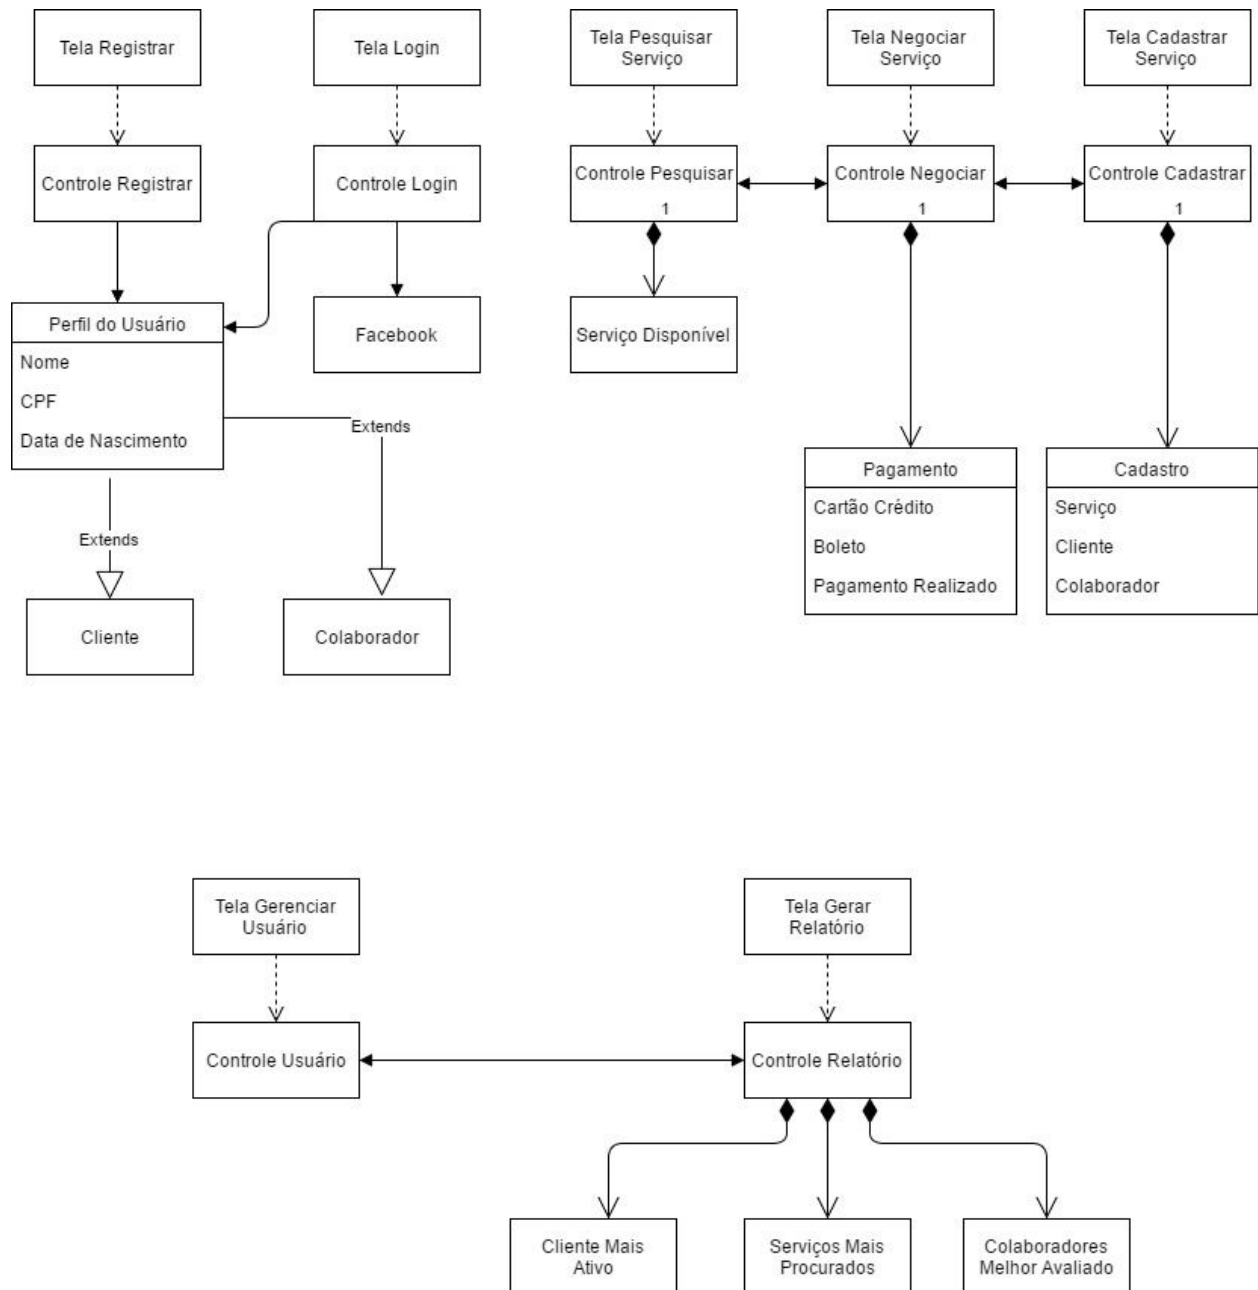 Tela Registrar
Tela Login
Tela Pesquisar
Serviço
Tela Negociar
Serviço
Tela Cadastrar
Serviço
Controle Registrar
Controle Login
Controle Pesquisar
1
Controle Negociar
1
Controle Cadastrar
1
Perfil do Usuário
Nome
CPF
Data de Nascimento
Facebook
Serviço Disponível
Extends
Extends
Pagamento
Cartão Crédito
Boleto
Pagamento Realizado
Cadastro
Serviço
Cliente
Colaborador
Cliente
Colaborador
Tela Gerenciar
Usuário
Tela Gerar
Relatório
Controle Usuário
Controle Relatório
Cliente Mais
Ativo
Serviços Mais
Procurados
Colaboradores
Melhor Avaliado